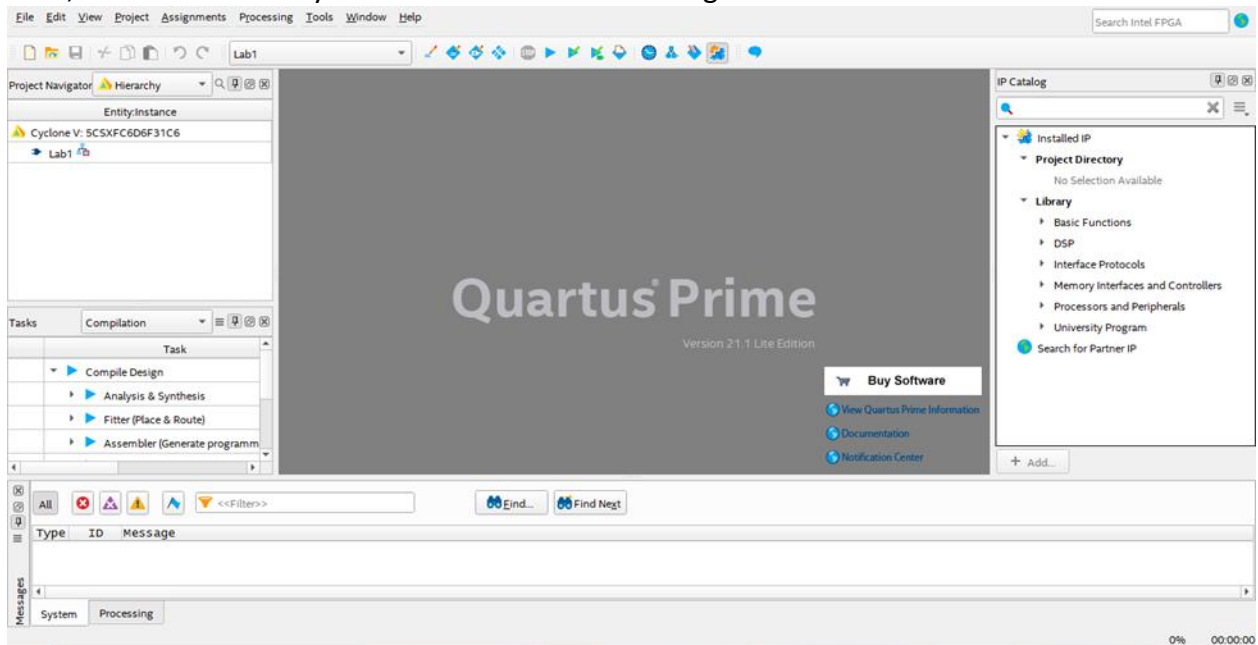 File Edit View Project Assignments Processing Tools Window Help
Search Intel FPGA
Lab1
Project Navigator Hierarchy
Entity:Instance
Cyclone V: 5CSXFC6D6F31C6
Lab1
Tasks Compilation
Task
Compile Design
Analysis & Synthesis
Fitter (Place & Route)
Assembler (Generate programm
Quartus Prime
Version 21.1 Lite Edition
Buy Software
View Quartus Prime Information
Documentation
Notification Center
IP Catalog
Installed IP
Project Directory
No Selection Available
Library
Basic Functions
DSP
Interface Protocols
Memory Interfaces and Controllers
Processors and Peripherals
University Program
Search for Partner IP
+ Add...
All <<Filter>> Find... Find Next
Type ID Message
Messages
System Processing
0% 00:00:00